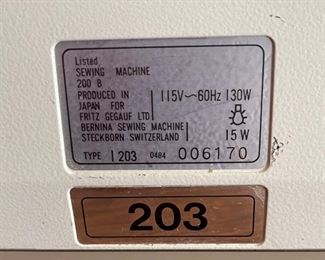 Listed
SEWING MACHINE
200 B
PRODUCED IN
JAPAN FOR
FRITZ GEGAUF LTD
BERNINA SEWING MACHINE
STECKBORN SWITZERLAND
115V~60Hz 130W
15 W
TYPE 1203 0484 006170
203